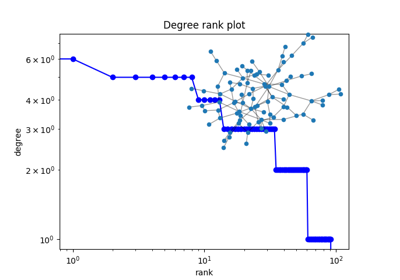 Degree rank plot
degree
6 × 10⁰
4 × 10⁰
3 × 10⁰
2 × 10⁰
10⁰
10⁰
10¹
10²
rank